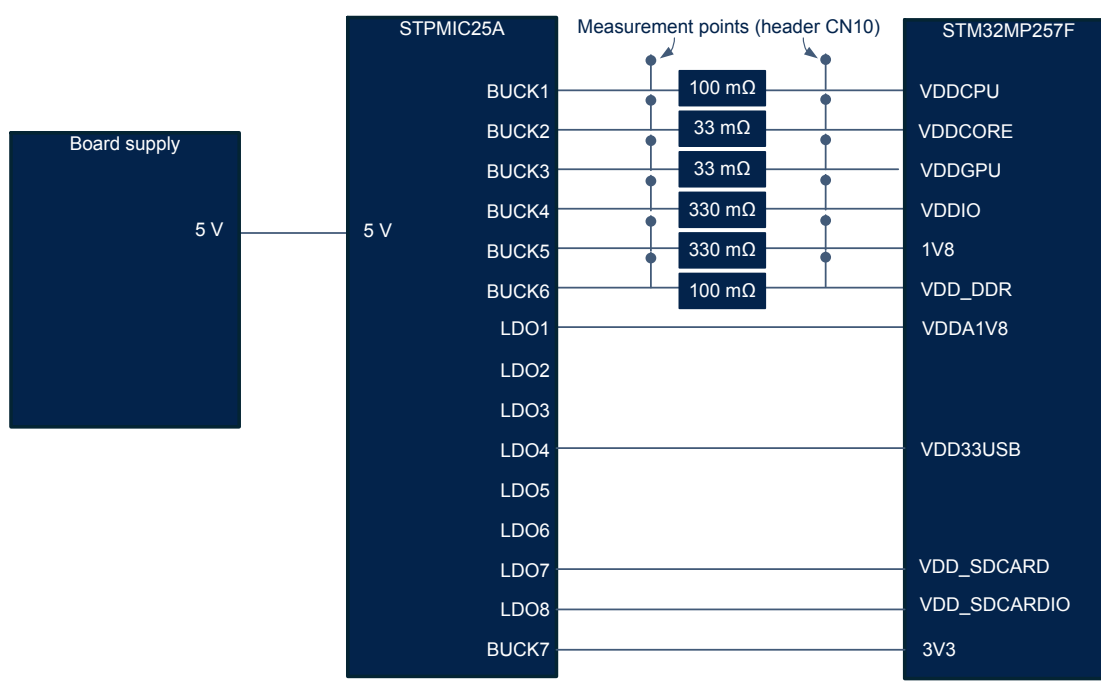 STPMIC25A
Measurement points (header CN10)
STM32MP257F
BUCK1
100 mΩ
VDDCPU
BUCK2
33 mΩ
VDDCORE
Board supply
BUCK3
33 mΩ
VDDGPU
BUCK4
330 mΩ
VDDIO
5 V
5 V
BUCK5
330 mΩ
1V8
BUCK6
100 mΩ
VDD_DDR
LDO1
VDDA1V8
LDO2
LDO3
LDO4
VDD33USB
LDO5
LDO6
LDO7
VDD_SDCARD
LDO8
VDD_SDCARDIO
BUCK7
3V3